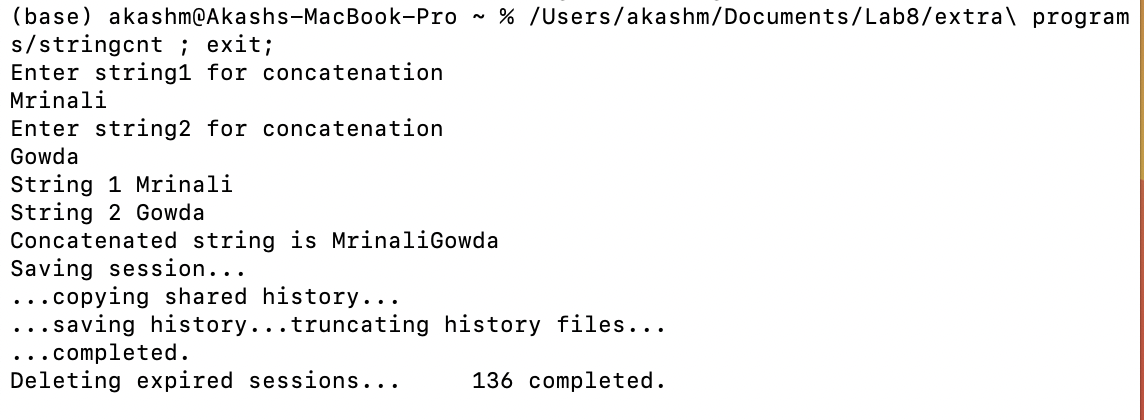 (base) akashm@Akashs-MacBook-Pro ~ % /Users/akashm/Documents/Lab8/extra\ program
s/stringcnt ; exit;
Enter string1 for concatenation
Mrinali
Enter string2 for concatenation
Gowda
String 1 Mrinali
String 2 Gowda
Concatenated string is MrinaliGowda
Saving session...
...copying shared history...
...saving history...truncating history files...
...completed.
Deleting expired sessions...     136 completed.